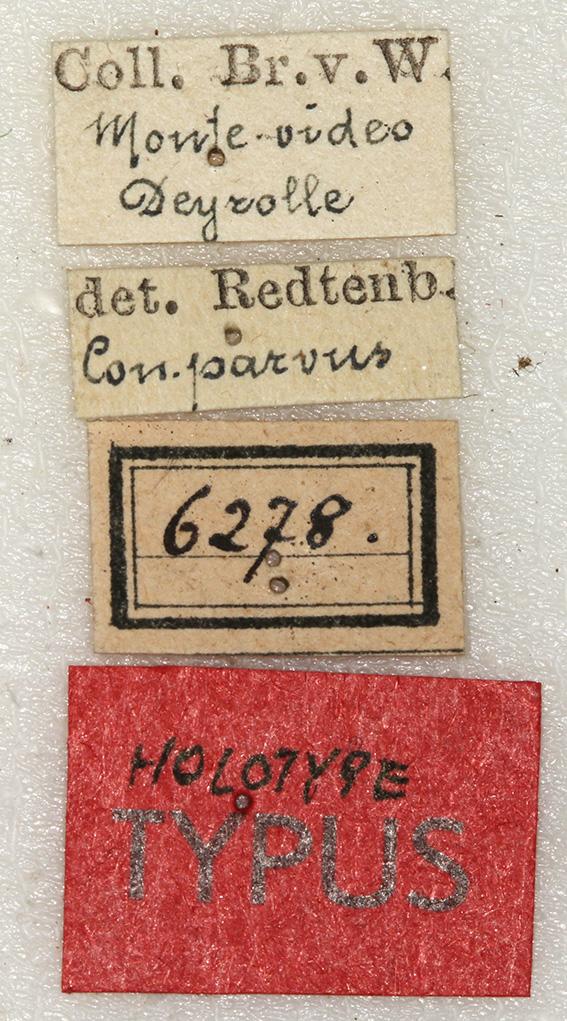 Coll. Br. v. W.
Monte-video
Deyrolle
det. Redtenb.
Con. parvus
6278.
HOLOTYPE
TYPUS